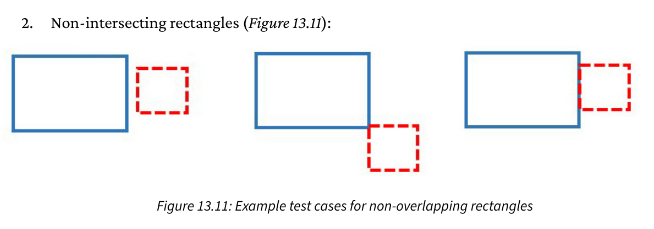 2. Non-intersecting rectangles (Figure 13.11):
Figure 13.11: Example test cases for non-overlapping rectangles